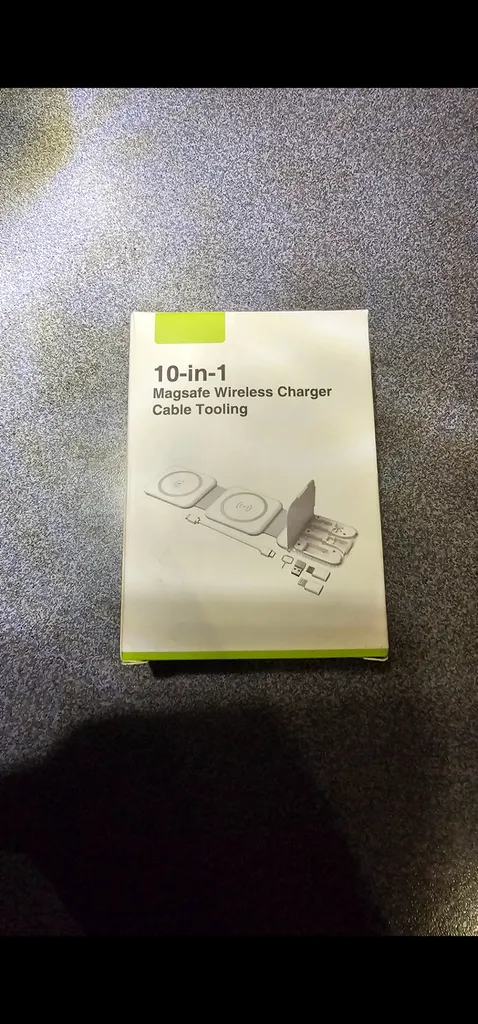 10-in-1
Magsafe Wireless Charger
Cable Tooling